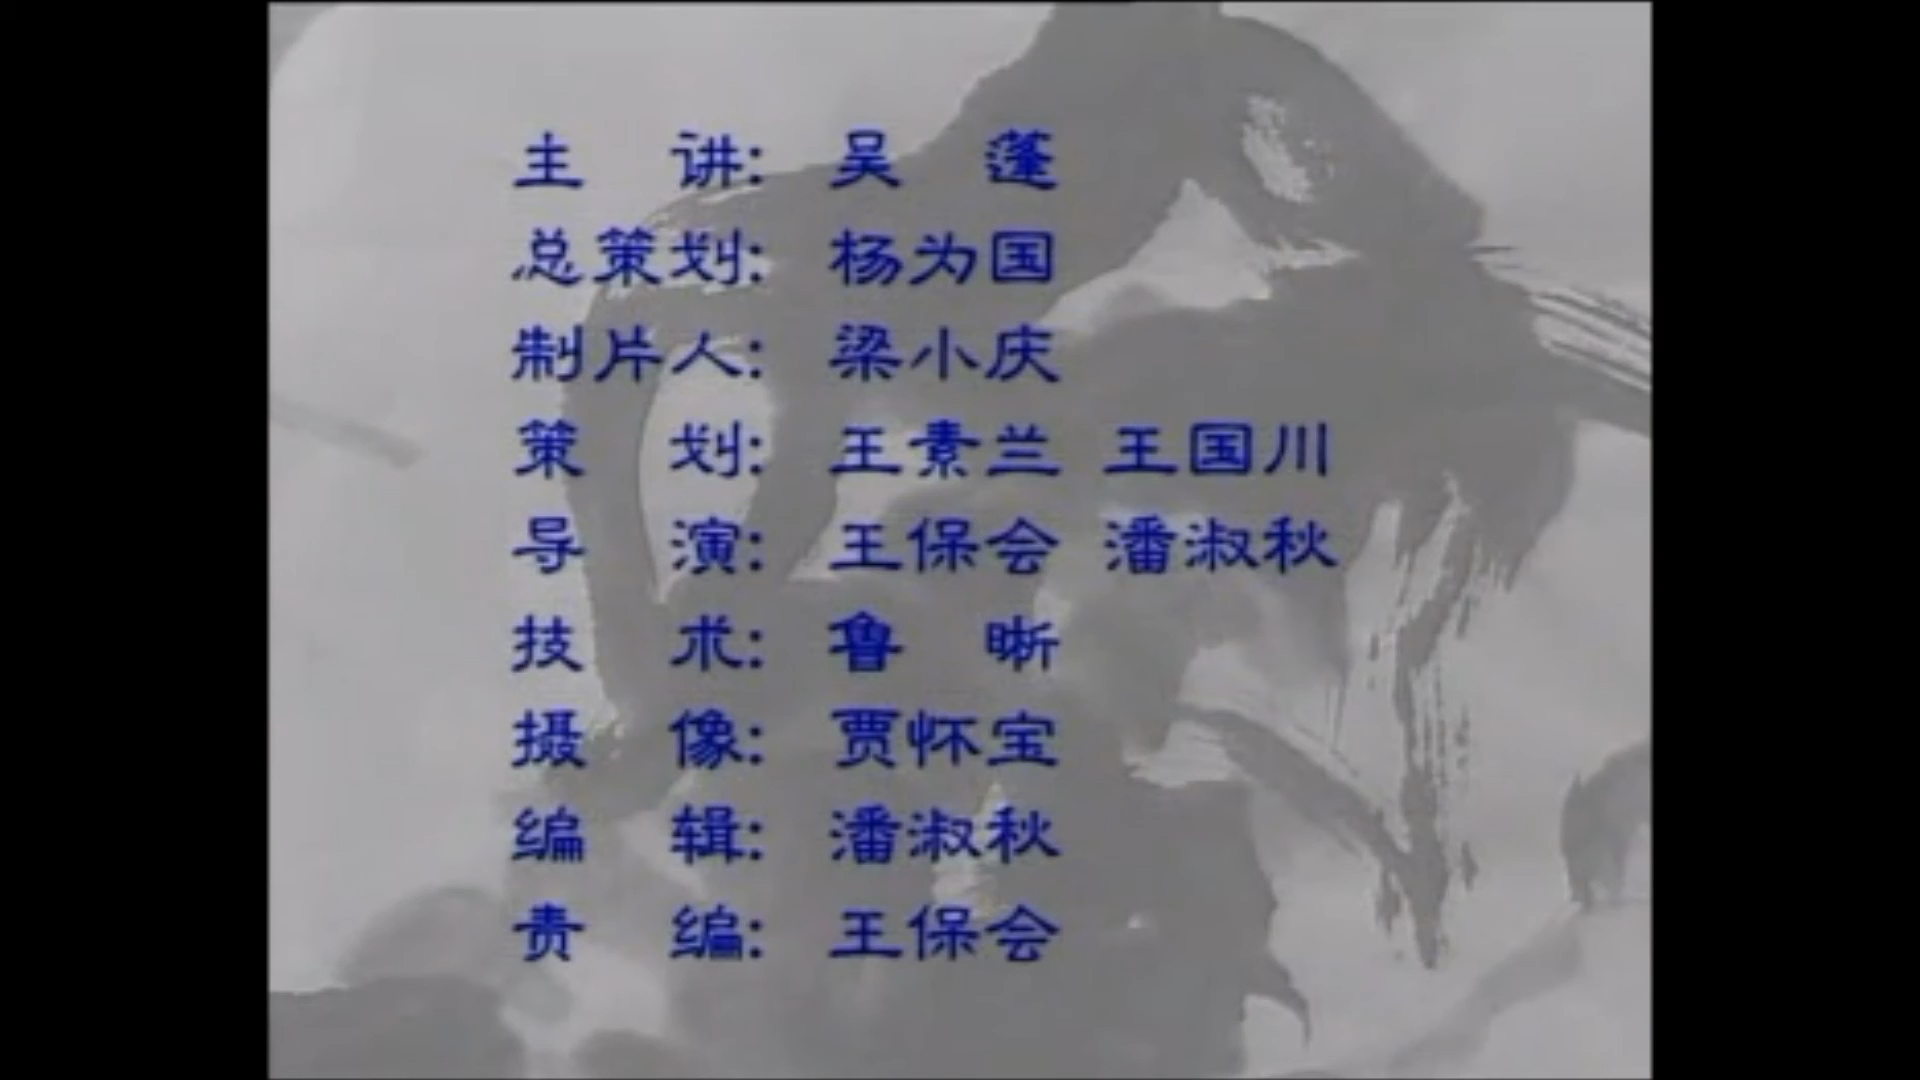 主 讲: 吴 蓬
总策划: 杨为国
制片人: 梁小庆
策 划: 王素兰 王国川
导 演: 王保会 潘淑秋
技 术: 鲁 晰
摄 像: 贾怀宝
编 辑: 潘淑秋
责 编: 王保会